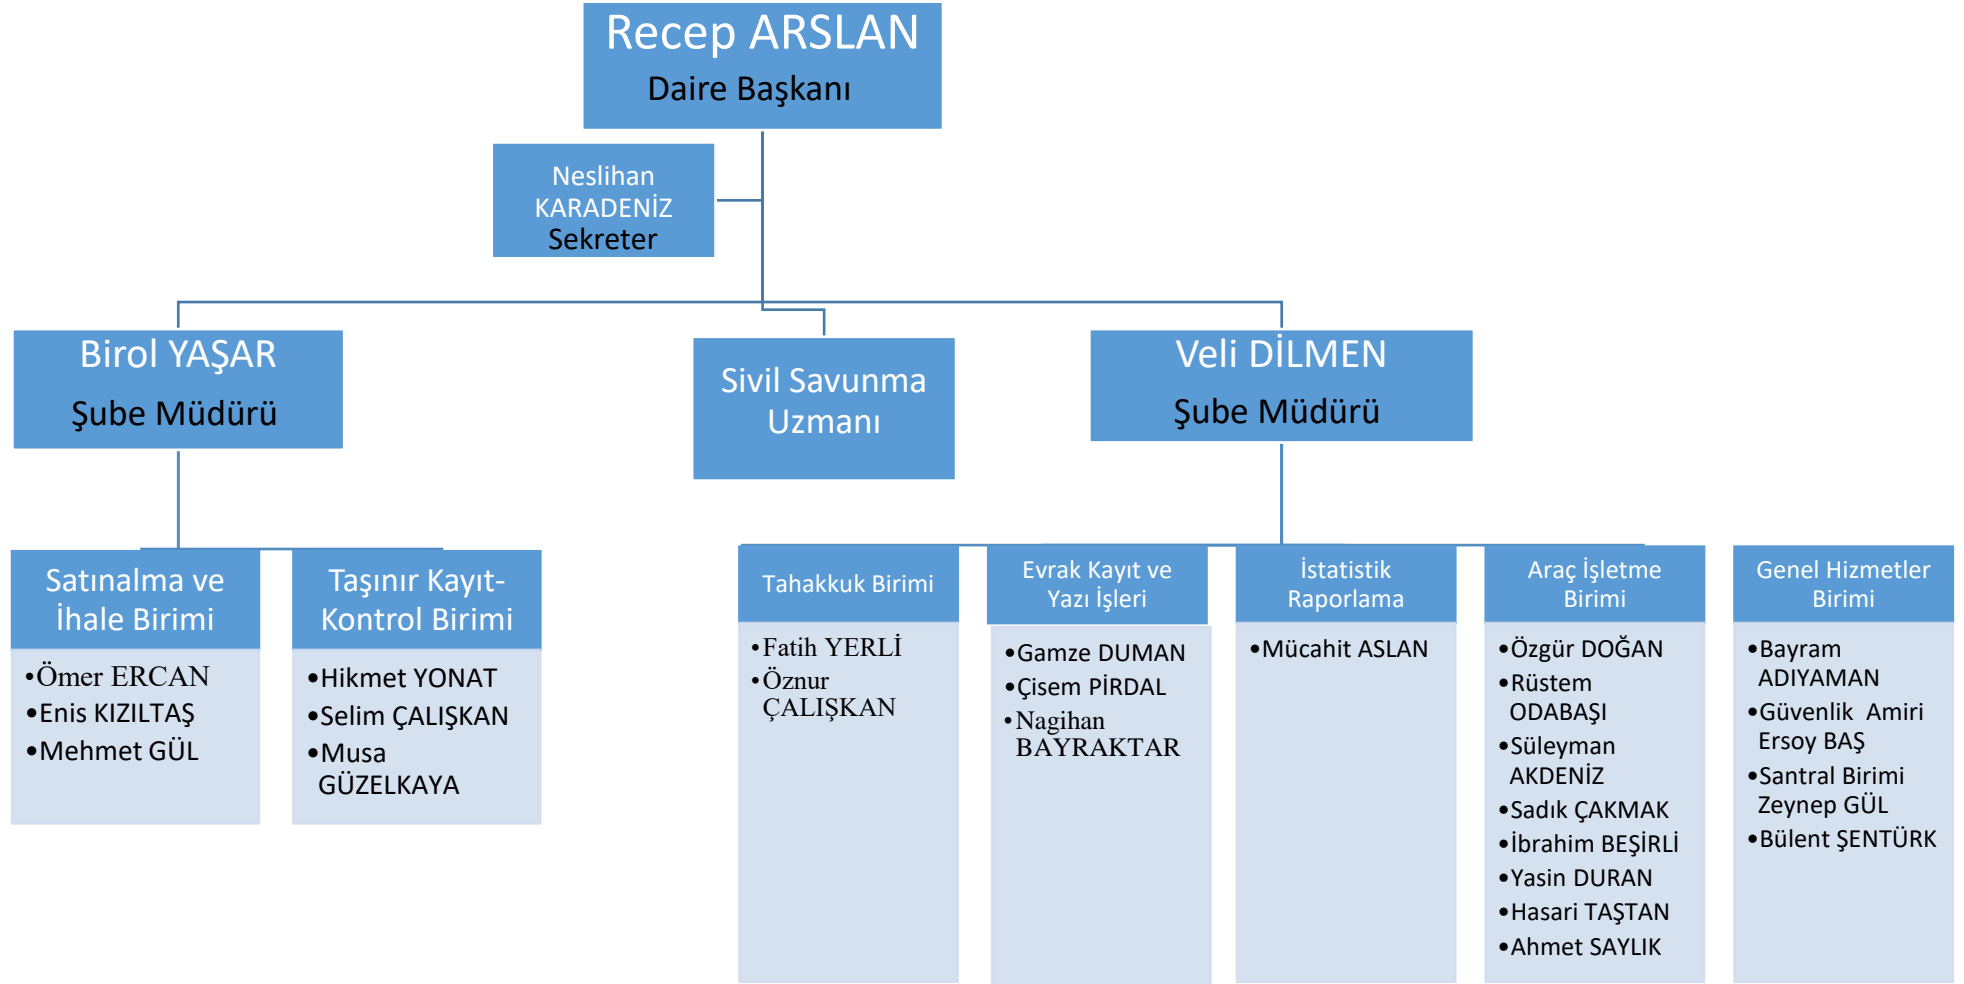 Recep ARSLAN
Daire Başkanı
Neslihan
KARADENİZ
Sekreter
Birol YAŞAR
Şube Müdürü
Sivil Savunma
Uzmanı
Veli DİLMEN
Şube Müdürü
Satınalma ve
İhale Birimi
•Ömer ERCAN
•Enis KIZILTAŞ
•Mehmet GÜL
Taşınır Kayıt-
Kontrol Birimi
•Hikmet YONAT
•Selim ÇALIŞKAN
•Musa
GÜZELKAYA
Tahakkuk Birimi
•Fatih YERLİ
•Öznur
ÇALIŞKAN
Evrak Kayıt ve
Yazı İşleri
•Gamze DUMAN
•Çisem PİRDAL
•Nagihan
BAYRAKTAR
İstatistik
Raporlama
•Mücahit ASLAN
Araç İşletme
Birimi
•Özgür DOĞAN
•Rüstem
ODABAŞI
•Süleyman
AKDENİZ
•Sadık ÇAKMAK
•İbrahim BEŞİRLİ
•Yasin DURAN
•Hasari TAŞTAN
•Ahmet SAYLIK
Genel Hizmetler
Birimi
•Bayram
ADIYAMAN
•Güvenlik Amiri
Ersoy BAŞ
•Santral Birimi
Zeynep GÜL
•Bülent ŞENTÜRK